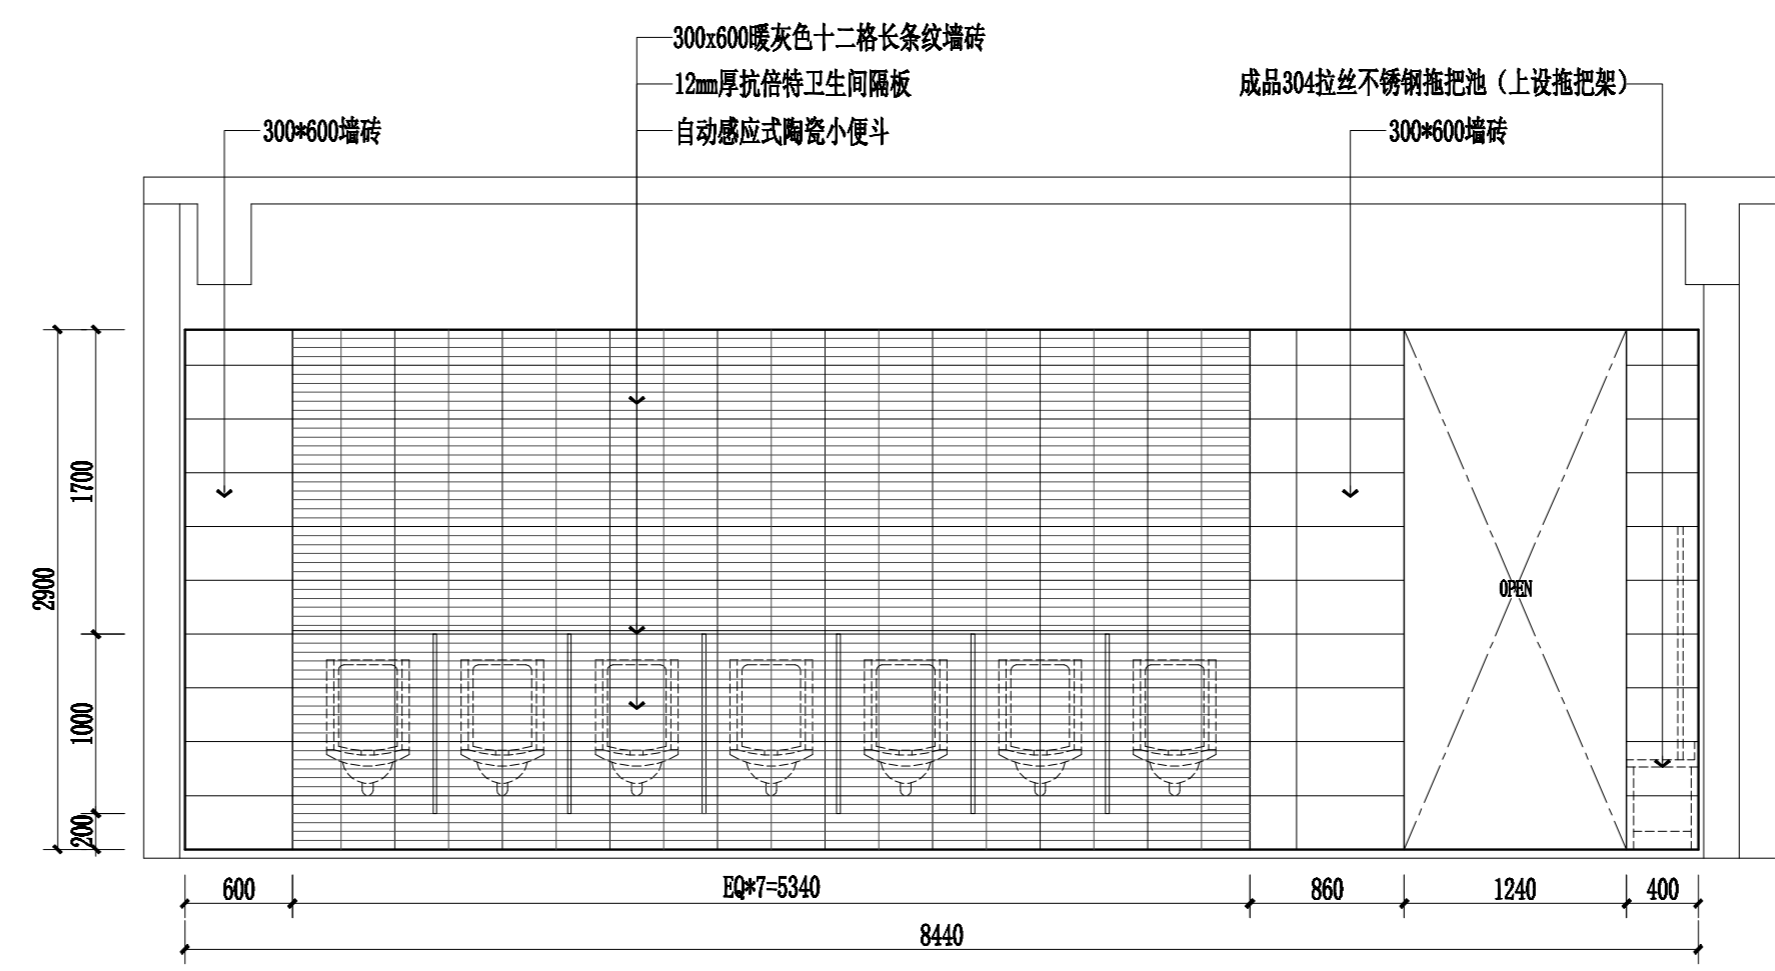 300x600暖灰色十二格长条纹墙砖
12mm厚抗倍特卫生间隔板
成品304拉丝不锈钢拖把池（上设拖把架）
300*600墙砖
自动感应式陶瓷小便斗
300*600墙砖
1700
2900
OPEN
1000
200
600
EQ*7=5340
860
1240
400
8440